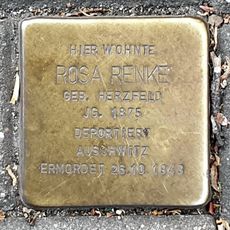 HIER WOHNTE
ROSA RENKE
GEB. HERZFELD
JG. 1875
DEPORTIERT
AUSCHWITZ
ERMORDET 26.10.1943